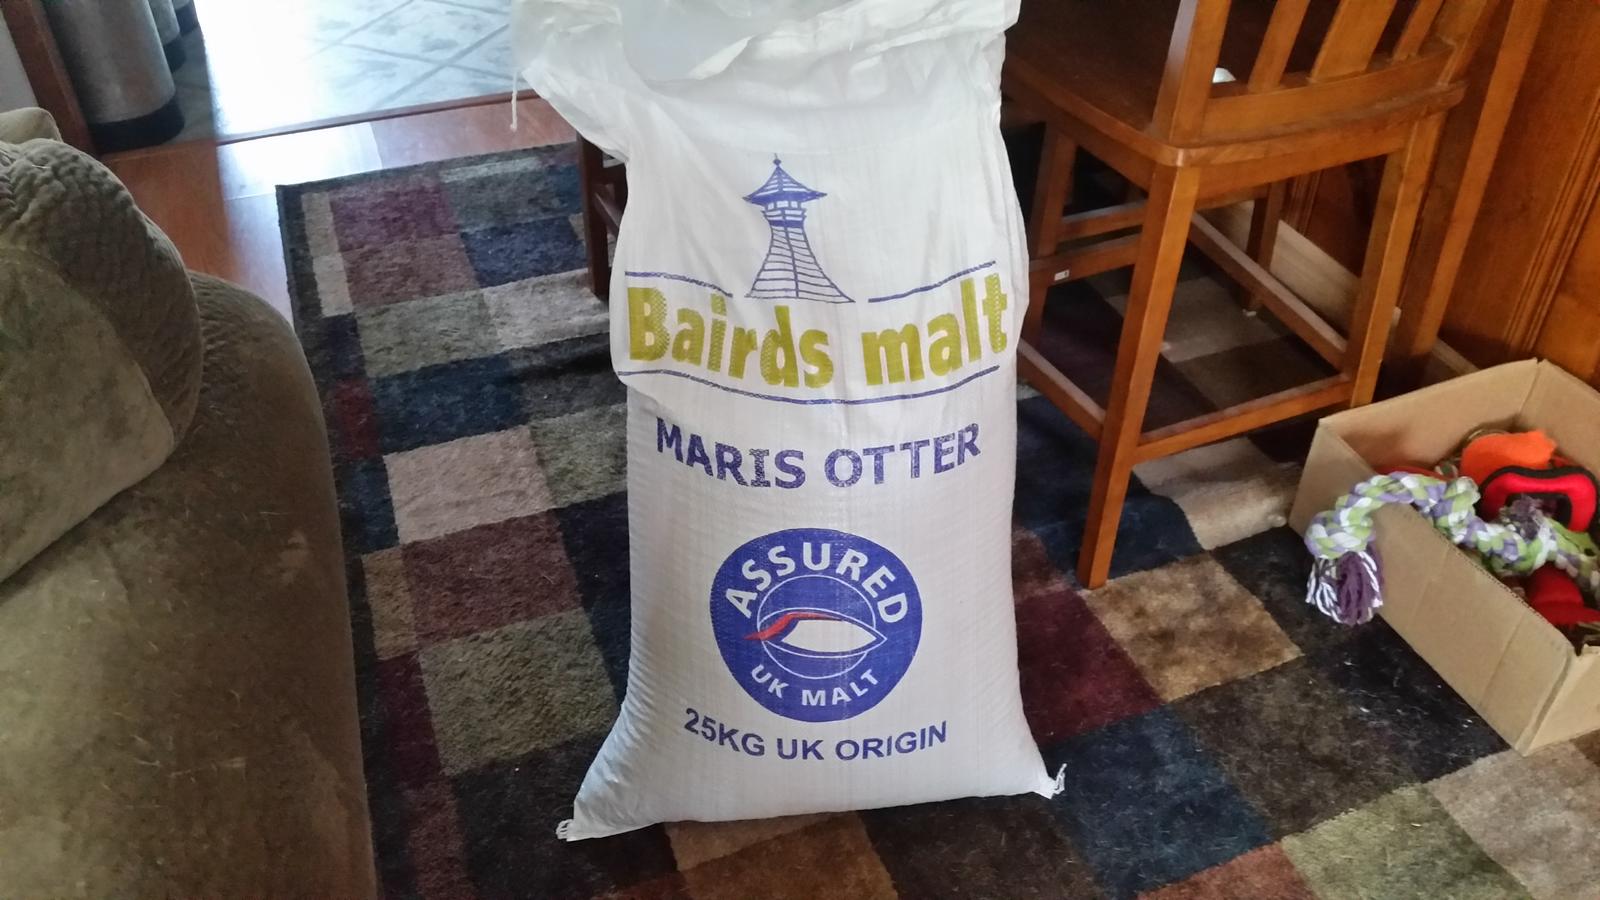 Bairds malt
MARIS OTTER
ASSURED
UK MALT
25KG UK ORIGIN